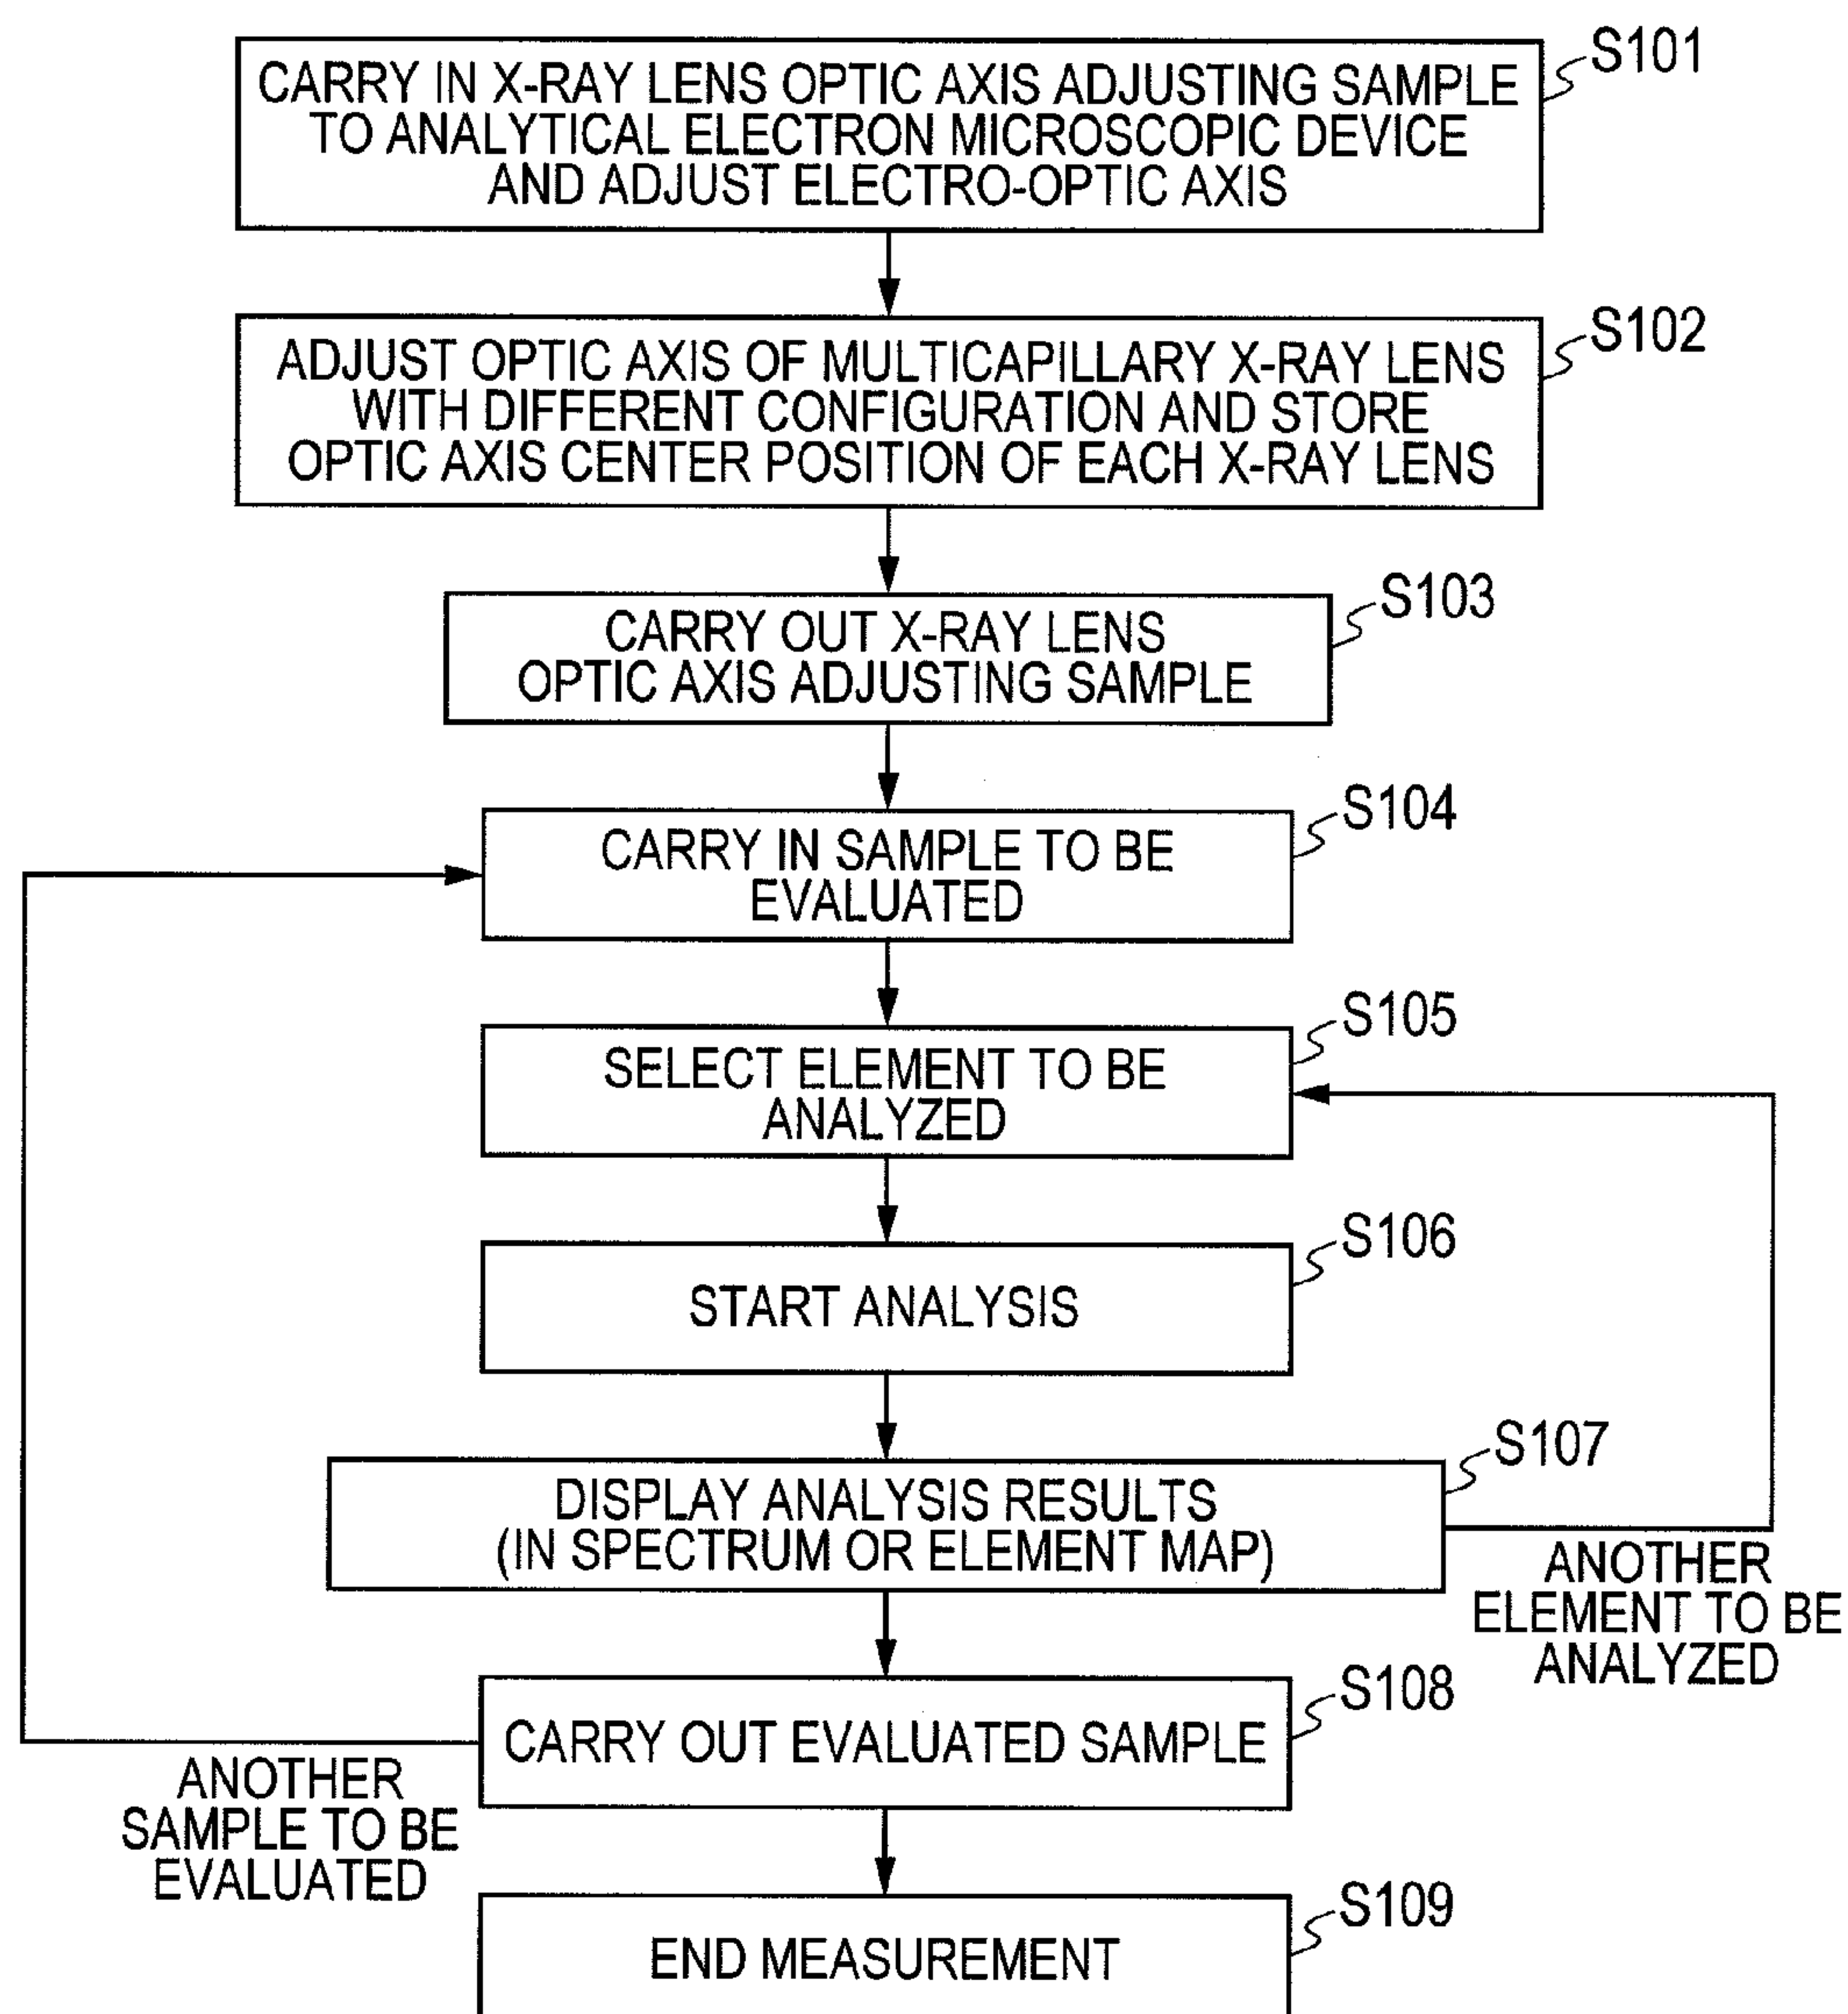 S101
CARRY IN X-RAY LENS OPTIC AXIS ADJUSTING SAMPLE
TO ANALYTICAL ELECTRON MICROSCOPIC DEVICE
AND ADJUST ELECTRO-OPTIC AXIS
S102
ADJUST OPTIC AXIS OF MULTICAPILLARY X-RAY LENS
WITH DIFFERENT CONFIGURATION AND STORE
OPTIC AXIS CENTER POSITION OF EACH X-RAY LENS
S103
CARRY OUT X-RAY LENS
OPTIC AXIS ADJUSTING SAMPLE
S104
CARRY IN SAMPLE TO BE
EVALUATED
S105
SELECT ELEMENT TO BE
ANALYZED
S106
START ANALYSIS
S107
DISPLAY ANALYSIS RESULTS
(IN SPECTRUM OR ELEMENT MAP)
ANOTHER
ELEMENT TO BE
ANALYZED
S108
CARRY OUT EVALUATED SAMPLE
ANOTHER
SAMPLE TO BE
EVALUATED
S109
END MEASUREMENT